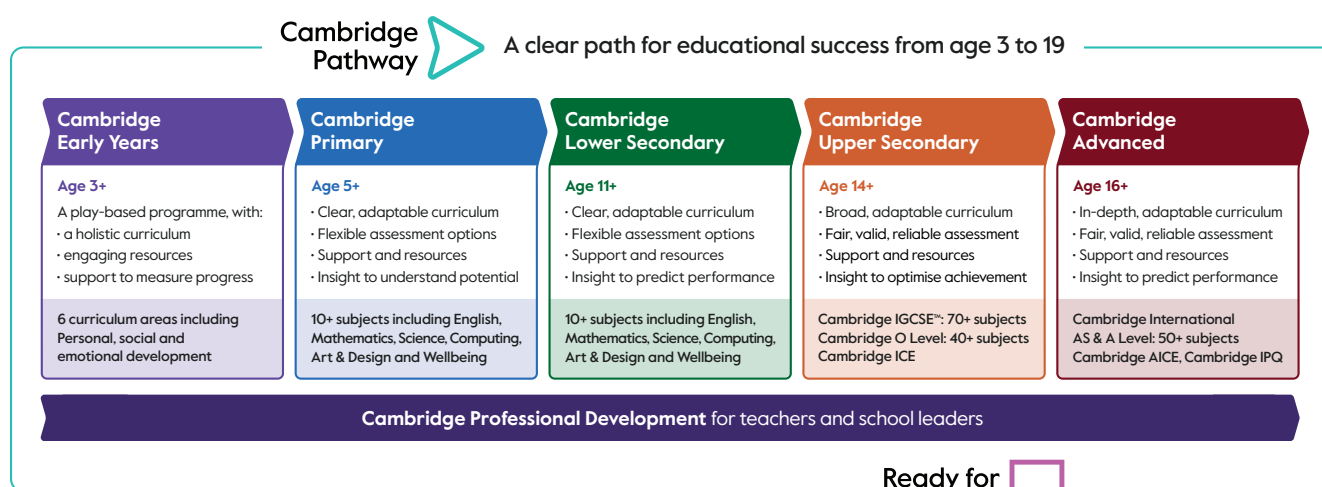 Cambridge
Pathway
A clear path for educational success from age 3 to 19
Cambridge
Early Years
Age 3+
A play-based programme, with:
· a holistic curriculum
· engaging resources
· support to measure progress
6 curriculum areas including
Personal, social and
emotional development
Cambridge
Primary
Age 5+
· Clear, adaptable curriculum
· Flexible assessment options
· Support and resources
· Insight to understand potential
10+ subjects including English,
Mathematics, Science, Computing,
Art & Design and Wellbeing
Cambridge
Lower Secondary
Age 11+
· Clear, adaptable curriculum
· Flexible assessment options
· Support and resources
· Insight to predict performance
10+ subjects including English,
Mathematics, Science, Computing,
Art & Design and Wellbeing
Cambridge
Upper Secondary
Age 14+
· Broad, adaptable curriculum
· Fair, valid, reliable assessment
· Support and resources
· Insight to optimise achievement
Cambridge IGCSE™: 70+ subjects
Cambridge O Level: 40+ subjects
Cambridge ICE
Cambridge
Advanced
Age 16+
· In-depth, adaptable curriculum
· Fair, valid, reliable assessment
· Support and resources
· Insight to predict performance
Cambridge International
AS & A Level: 50+ subjects
Cambridge AICE, Cambridge IPQ
Cambridge Professional Development for teachers and school leaders
Ready for